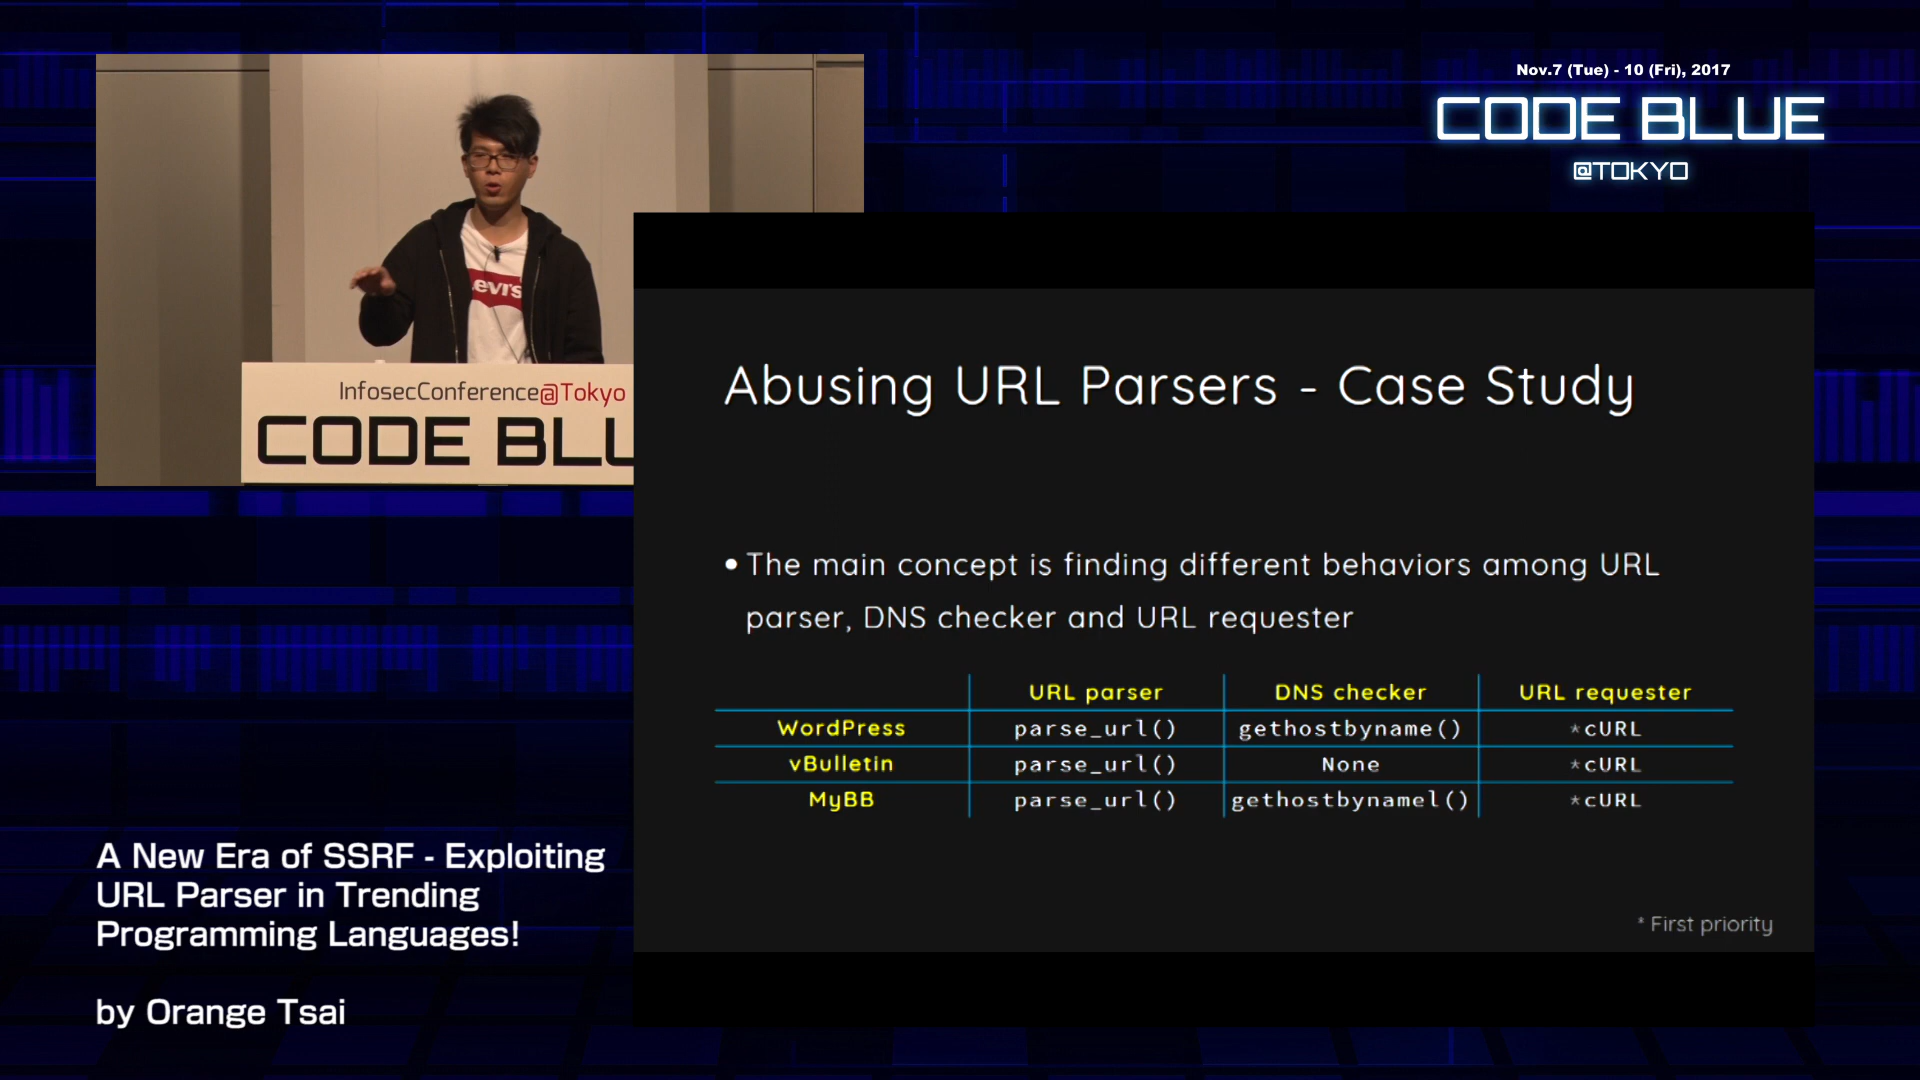 Nov.7 (Tue) - 10 (Fri), 2017
CODE BLUE
@TOKYO
evi's
InfosecConference@Tokyo
CODE BLU
Abusing URL Parsers - Case Study
• The main concept is finding different behaviors among URL
parser, DNS checker and URL requester
URL parser DNS checker URL requester
WordPress parse_url() gethostbyname() *cURL
vBulletin parse_url() None *cURL
MyBB parse_url() gethostbynamel() *cURL
* First priority
A New Era of SSRF - Exploiting
URL Parser in Trending
Programming Languages!
by Orange Tsai